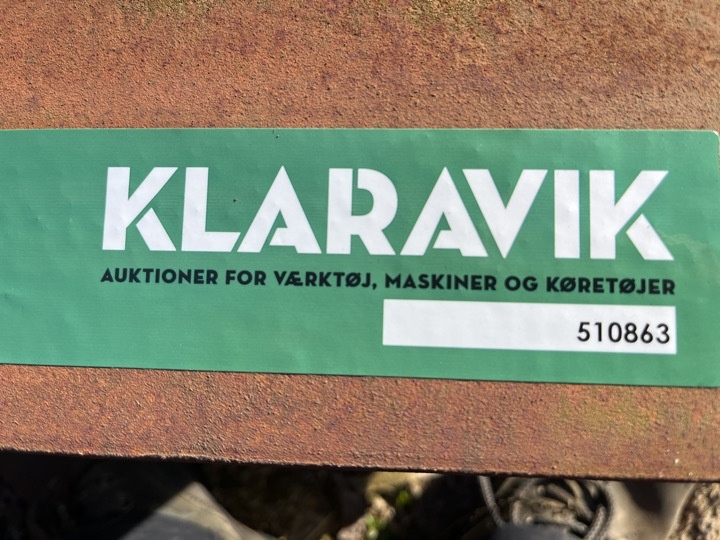 KLARAVIK
AUKTIONER FOR VÆRKTØJ, MASKINER OG KØRETØJER
510863